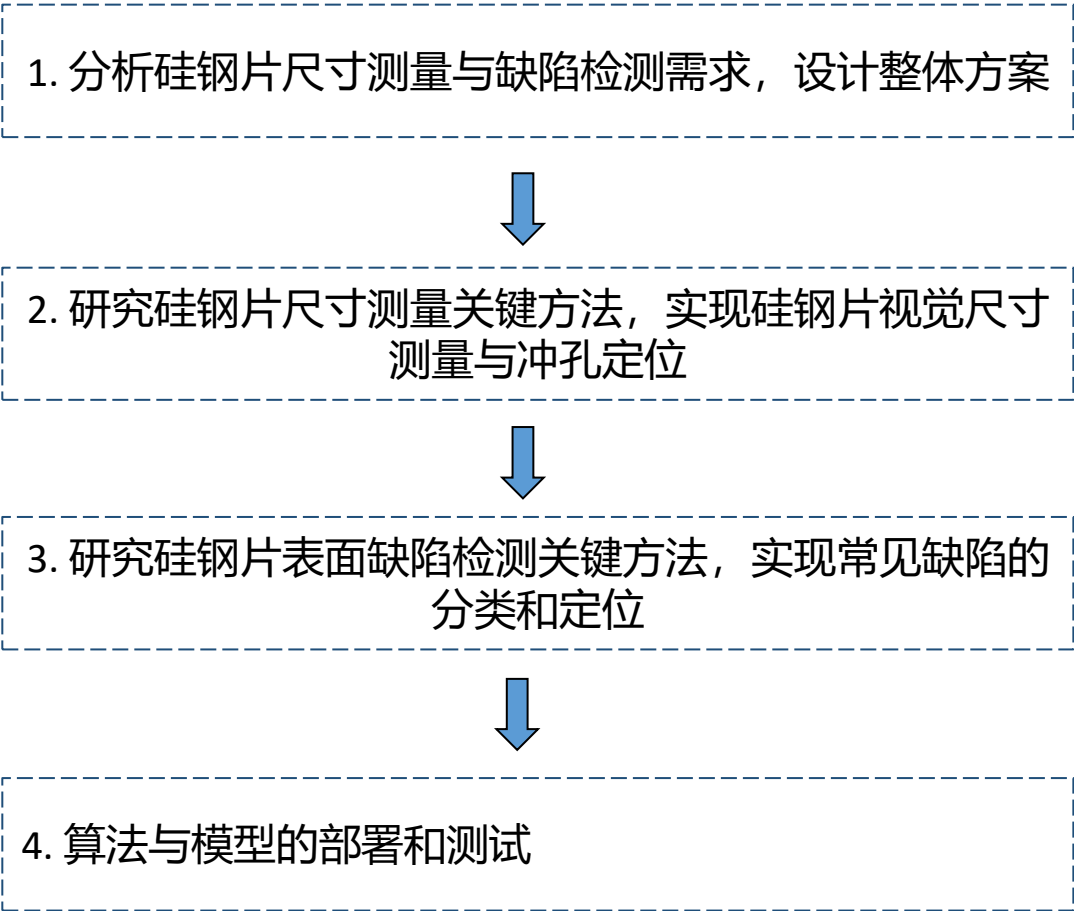 1. 分析硅钢片尺寸测量与缺陷检测需求，设计整体方案
2. 研究硅钢片尺寸测量关键方法，实现硅钢片视觉尺寸
测量与冲孔定位
3. 研究硅钢片表面缺陷检测关键方法，实现常见缺陷的
分类和定位
4. 算法与模型的部署和测试